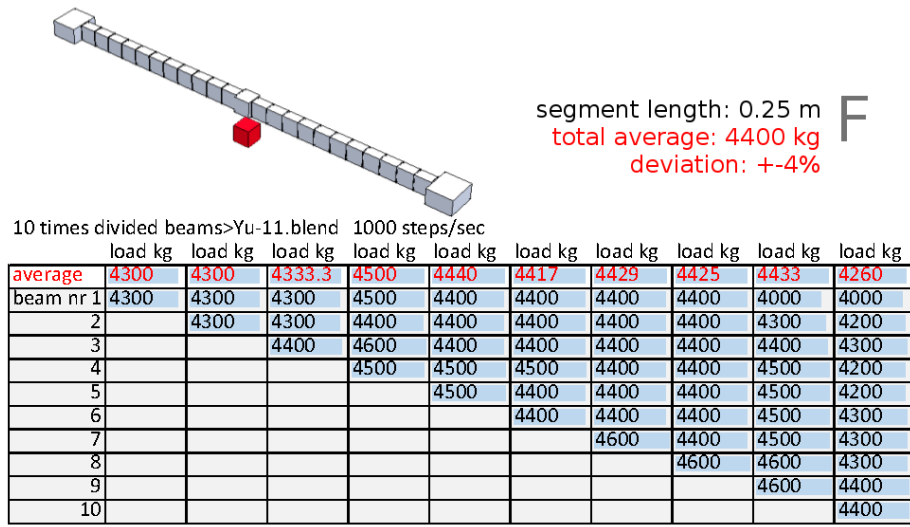 segment length: 0.25 m
total average: 4400 kg
deviation: +-4%
F
10 times divided beams>Yu-11.blend 1000 steps/sec
load kg load kg load kg load kg load kg load kg load kg load kg load kg load kg
average 4300 4300 4333.3 4500 4440 4417 4429 4425 4433 4260
beam nr 1 4300 4300 4300 4500 4400 4400 4400 4400 4000 4000
2 4300 4300 4400 4400 4400 4400 4400 4300 4200
3 4400 4600 4400 4400 4400 4400 4400 4300
4 4500 4500 4500 4400 4400 4500 4200
5 4500 4400 4400 4400 4500 4200
6 4400 4400 4400 4500 4300
7 4600 4400 4500 4300
8 4600 4600 4300
9 4600 4400
10 4400